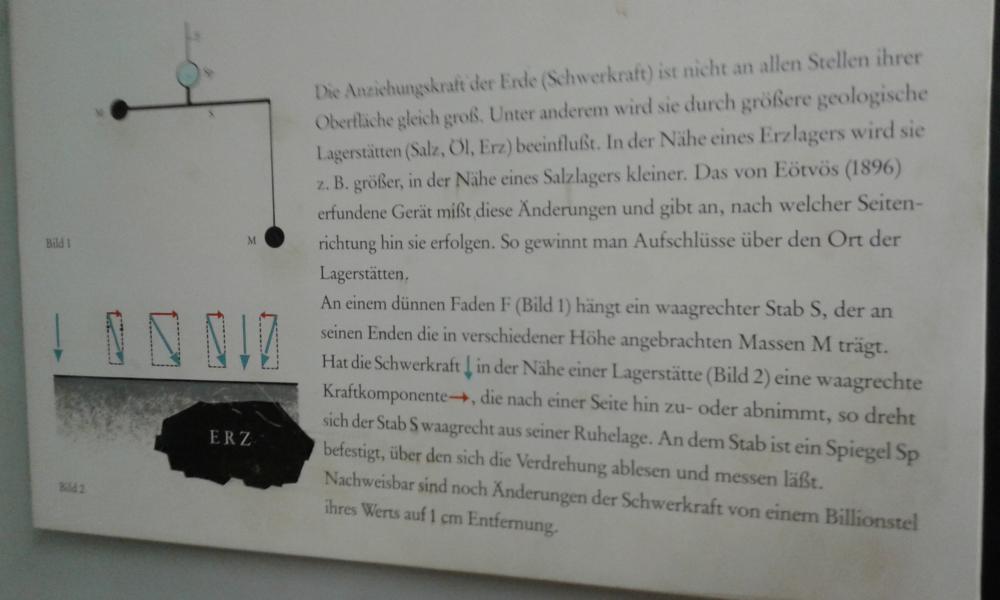 F
Sp
M
S
M
Bild 1
Die Anziehungskraft der Erde (Schwerkraft) ist nicht an allen Stellen ihrer
Oberfläche gleich groß. Unter anderem wird sie durch größere geologische
Lagerstätten (Salz, Öl, Erz) beeinflußt. In der Nähe eines Erzlagers wird sie
z. B. größer, in der Nähe eines Salzlagers kleiner. Das von Eötvös (1896)
erfundene Gerät mißt diese Änderungen und gibt an, nach welcher Seiten-
richtung hin sie erfolgen. So gewinnt man Aufschlüsse über den Ort der
Lagerstätten.
An einem dünnen Faden F (Bild 1) hängt ein waagrechter Stab S, der an
seinen Enden die in verschiedener Höhe angebrachten Massen M trägt.
Hat die Schwerkraft ↓ in der Nähe einer Lagerstätte (Bild 2) eine waagrechte
Kraftkomponente →, die nach einer Seite hin zu- oder abnimmt, so dreht
sich der Stab S waagrecht aus seiner Ruhelage. An dem Stab ist ein Spiegel Sp
befestigt, über den sich die Verdrehung ablesen und messen läßt.
Nachweisbar sind noch Änderungen der Schwerkraft von einem Billionstel
ihres Werts auf 1 cm Entfernung.
ERZ
Bild 2